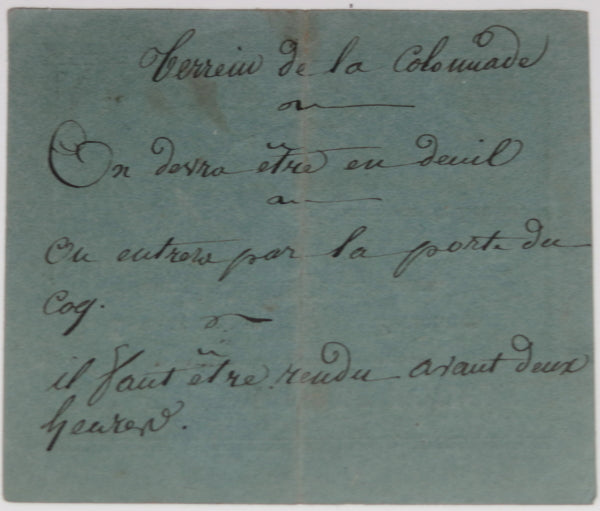 Terrein de la Colonnade
On devra être en deuil
on entrera par la porte du
coq.
il faut être rendu avant deux
heures.